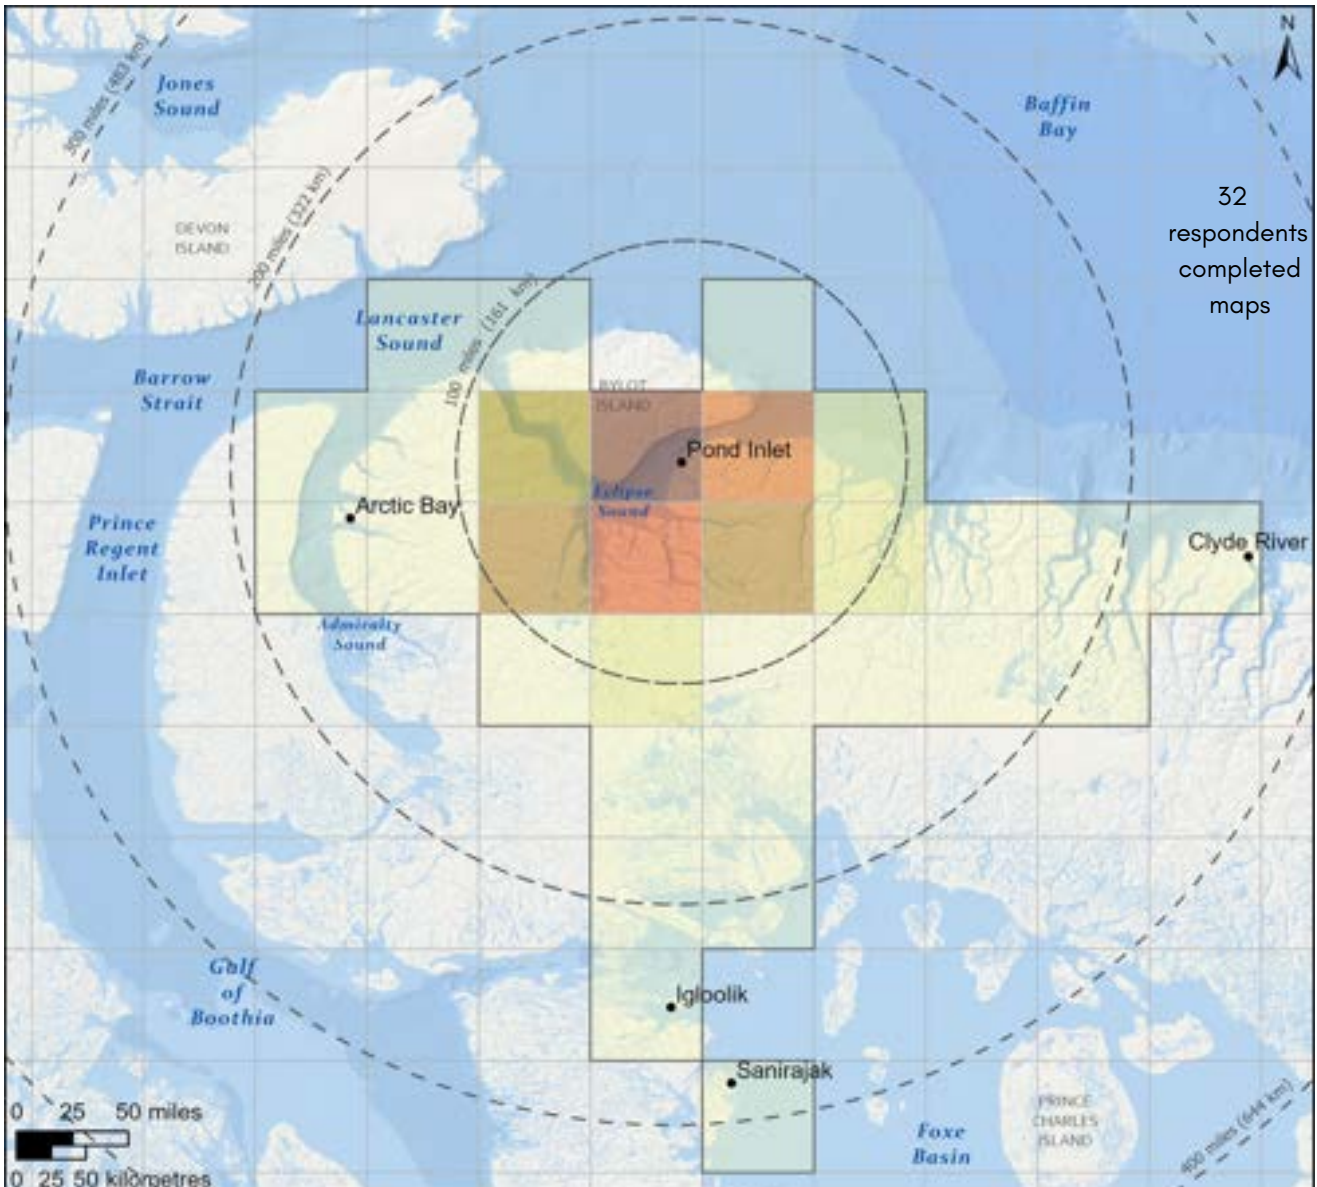 N
Jones
Sound
300 miles (483 km)
Baffin
Bay
32
respondents
completed
maps
200 miles (322 km)
DEVON
ISLAND
Lancaster
Sound
100 miles (161 km)
Barrow
Strait
BYLOT
ISLAND
Pond Inlet
Eclipse
Sound
Arctic Bay
Prince
Regent
Inlet
Clyde River
Admiralty
Sound
Gulf
of
Boothia
Igloolik
Sanirajak
PRINCE
CHARLES
ISLAND
Foxe
Basin
400 miles (644 km)
0 25 50 miles
0 25 50 kilometres